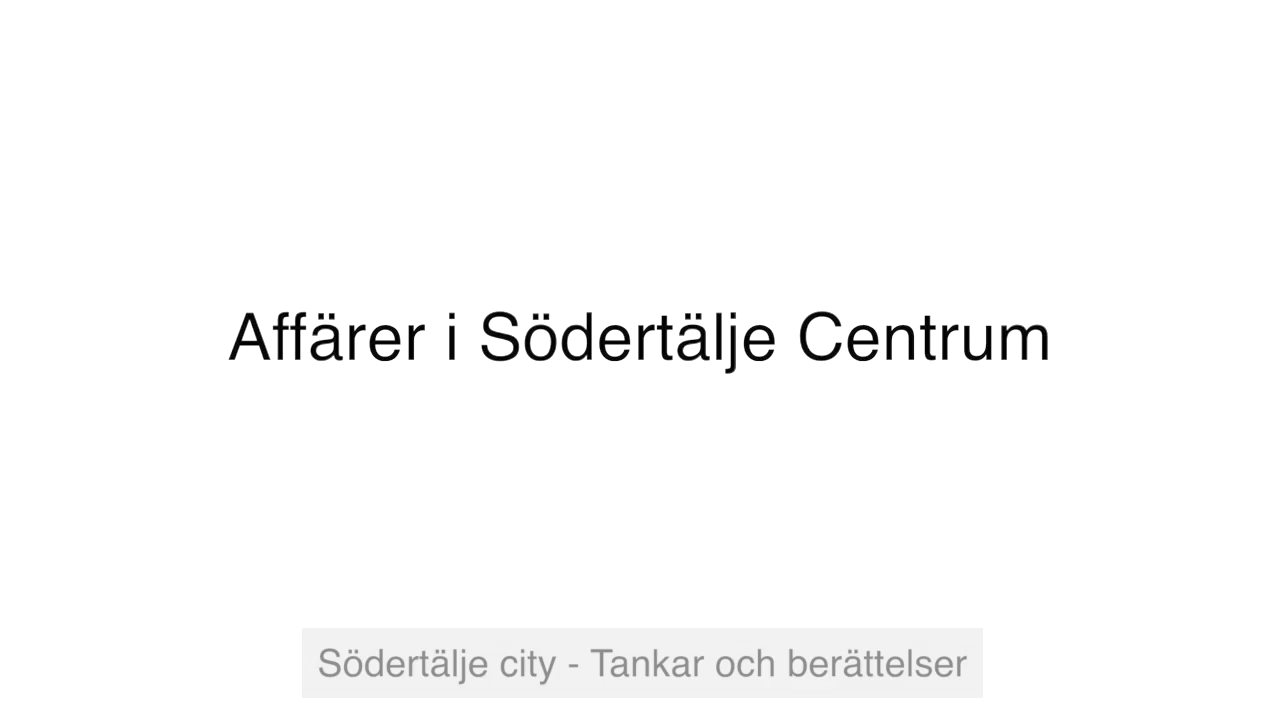 Affärer i Södertälje Centrum
Södertälje city - Tankar och berättelser